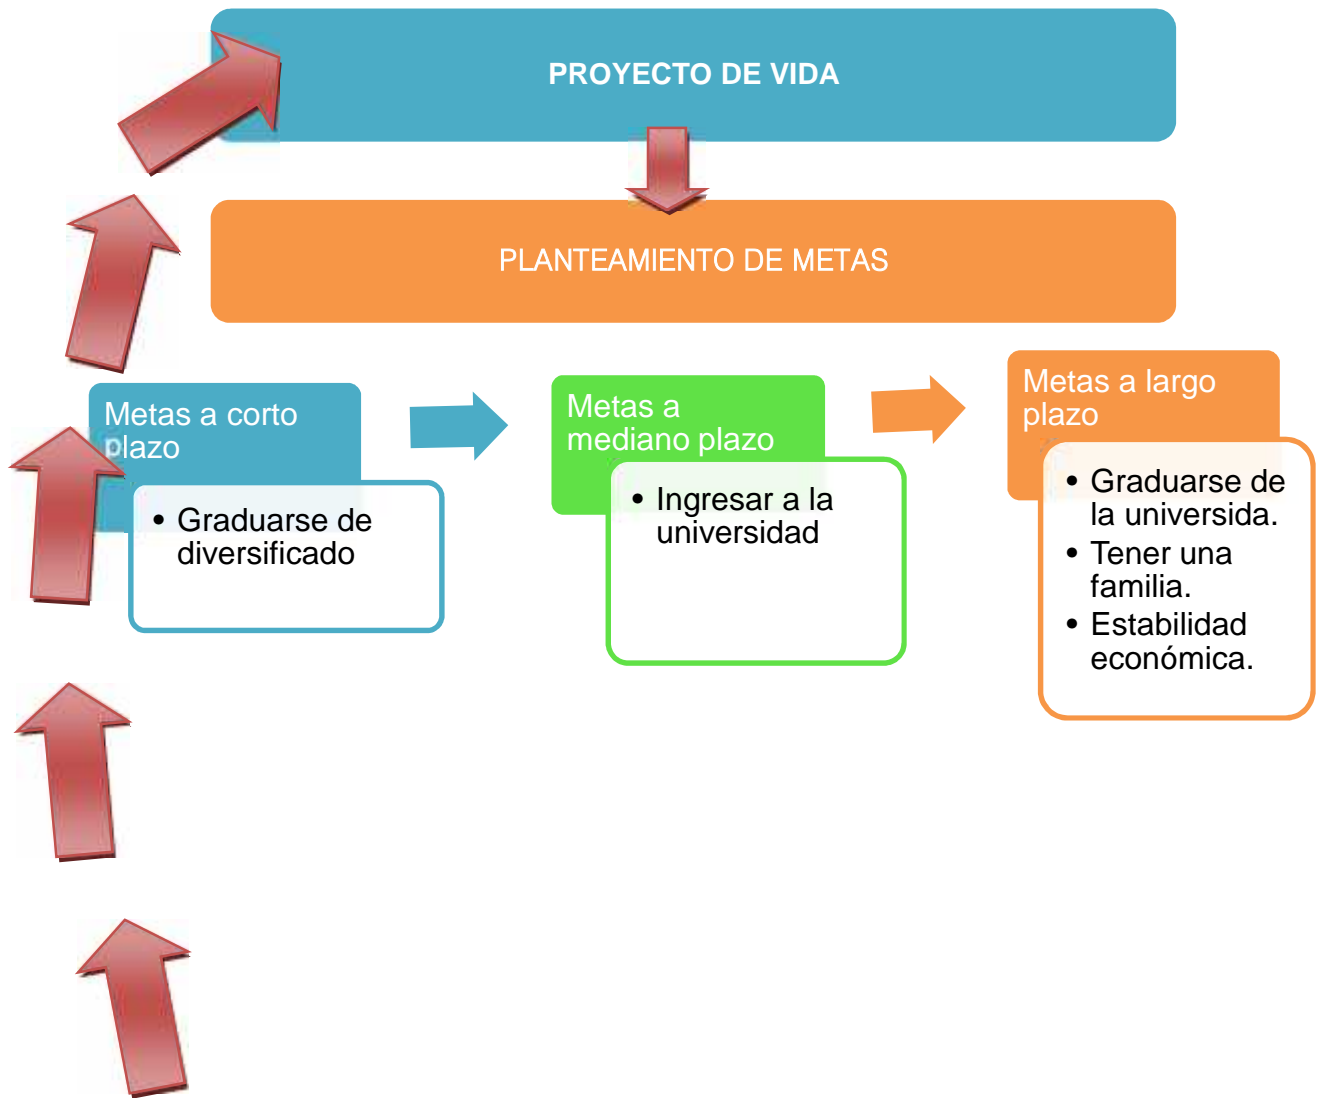 PROYECTO DE VIDA
PLANTEAMIENTO DE METAS
Metas a corto
plazo
• Graduarse de
diversificado
Metas a
mediano plazo
• Ingresar a la
universidad
Metas a largo
plazo
• Graduarse de
la universida.
• Tener una
familia.
• Estabilidad
económica.